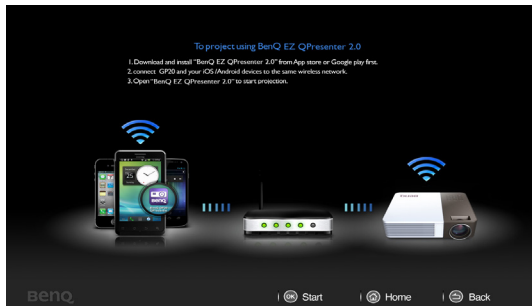 To project using BenQ EZ QPresenter 2.0
1. Download and install "BenQ EZ QPresenter 2.0" from App store or Google play first.
2. connect GP20 and your iOS /Android devices to the same wireless network.
3. Open "BenQ EZ QPresenter 2.0" to start projection.
25
BenQ
BenQ
OK Start
Home
Back